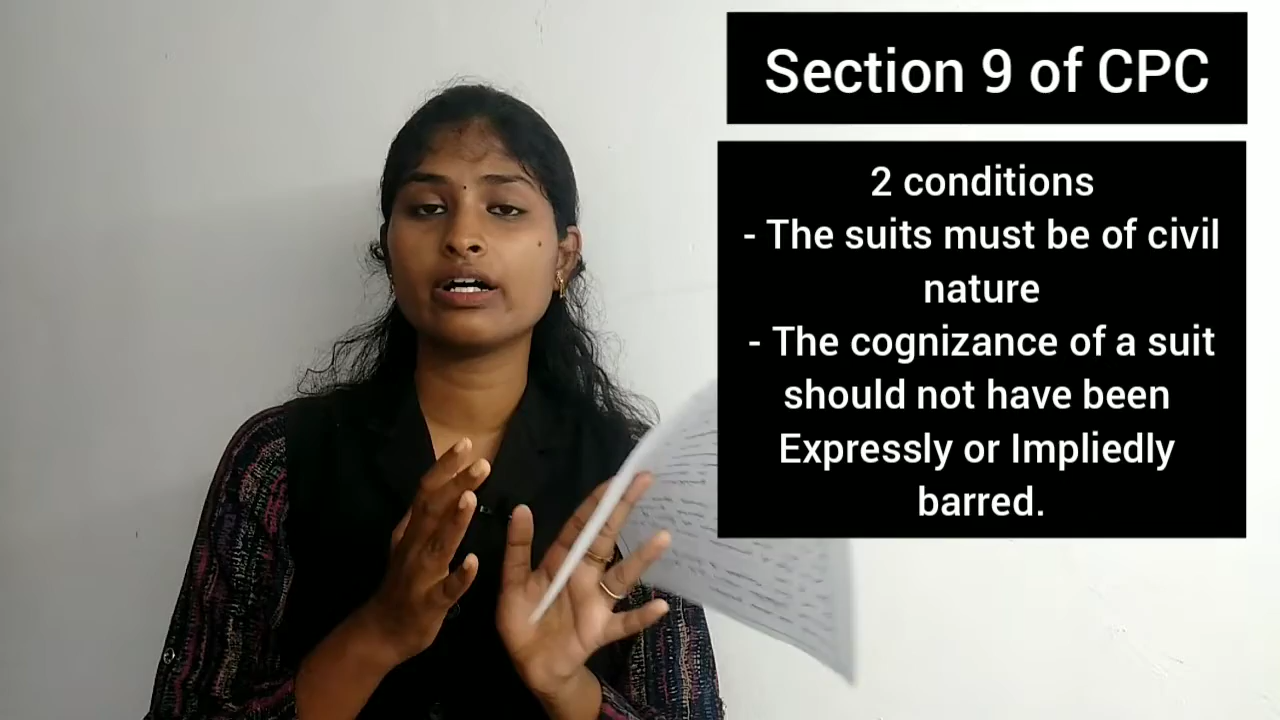 Section 9 of CPC
2 conditions
- The suits must be of civil
nature
- The cognizance of a suit
should not have been
Expressly or Impliedly
barred.